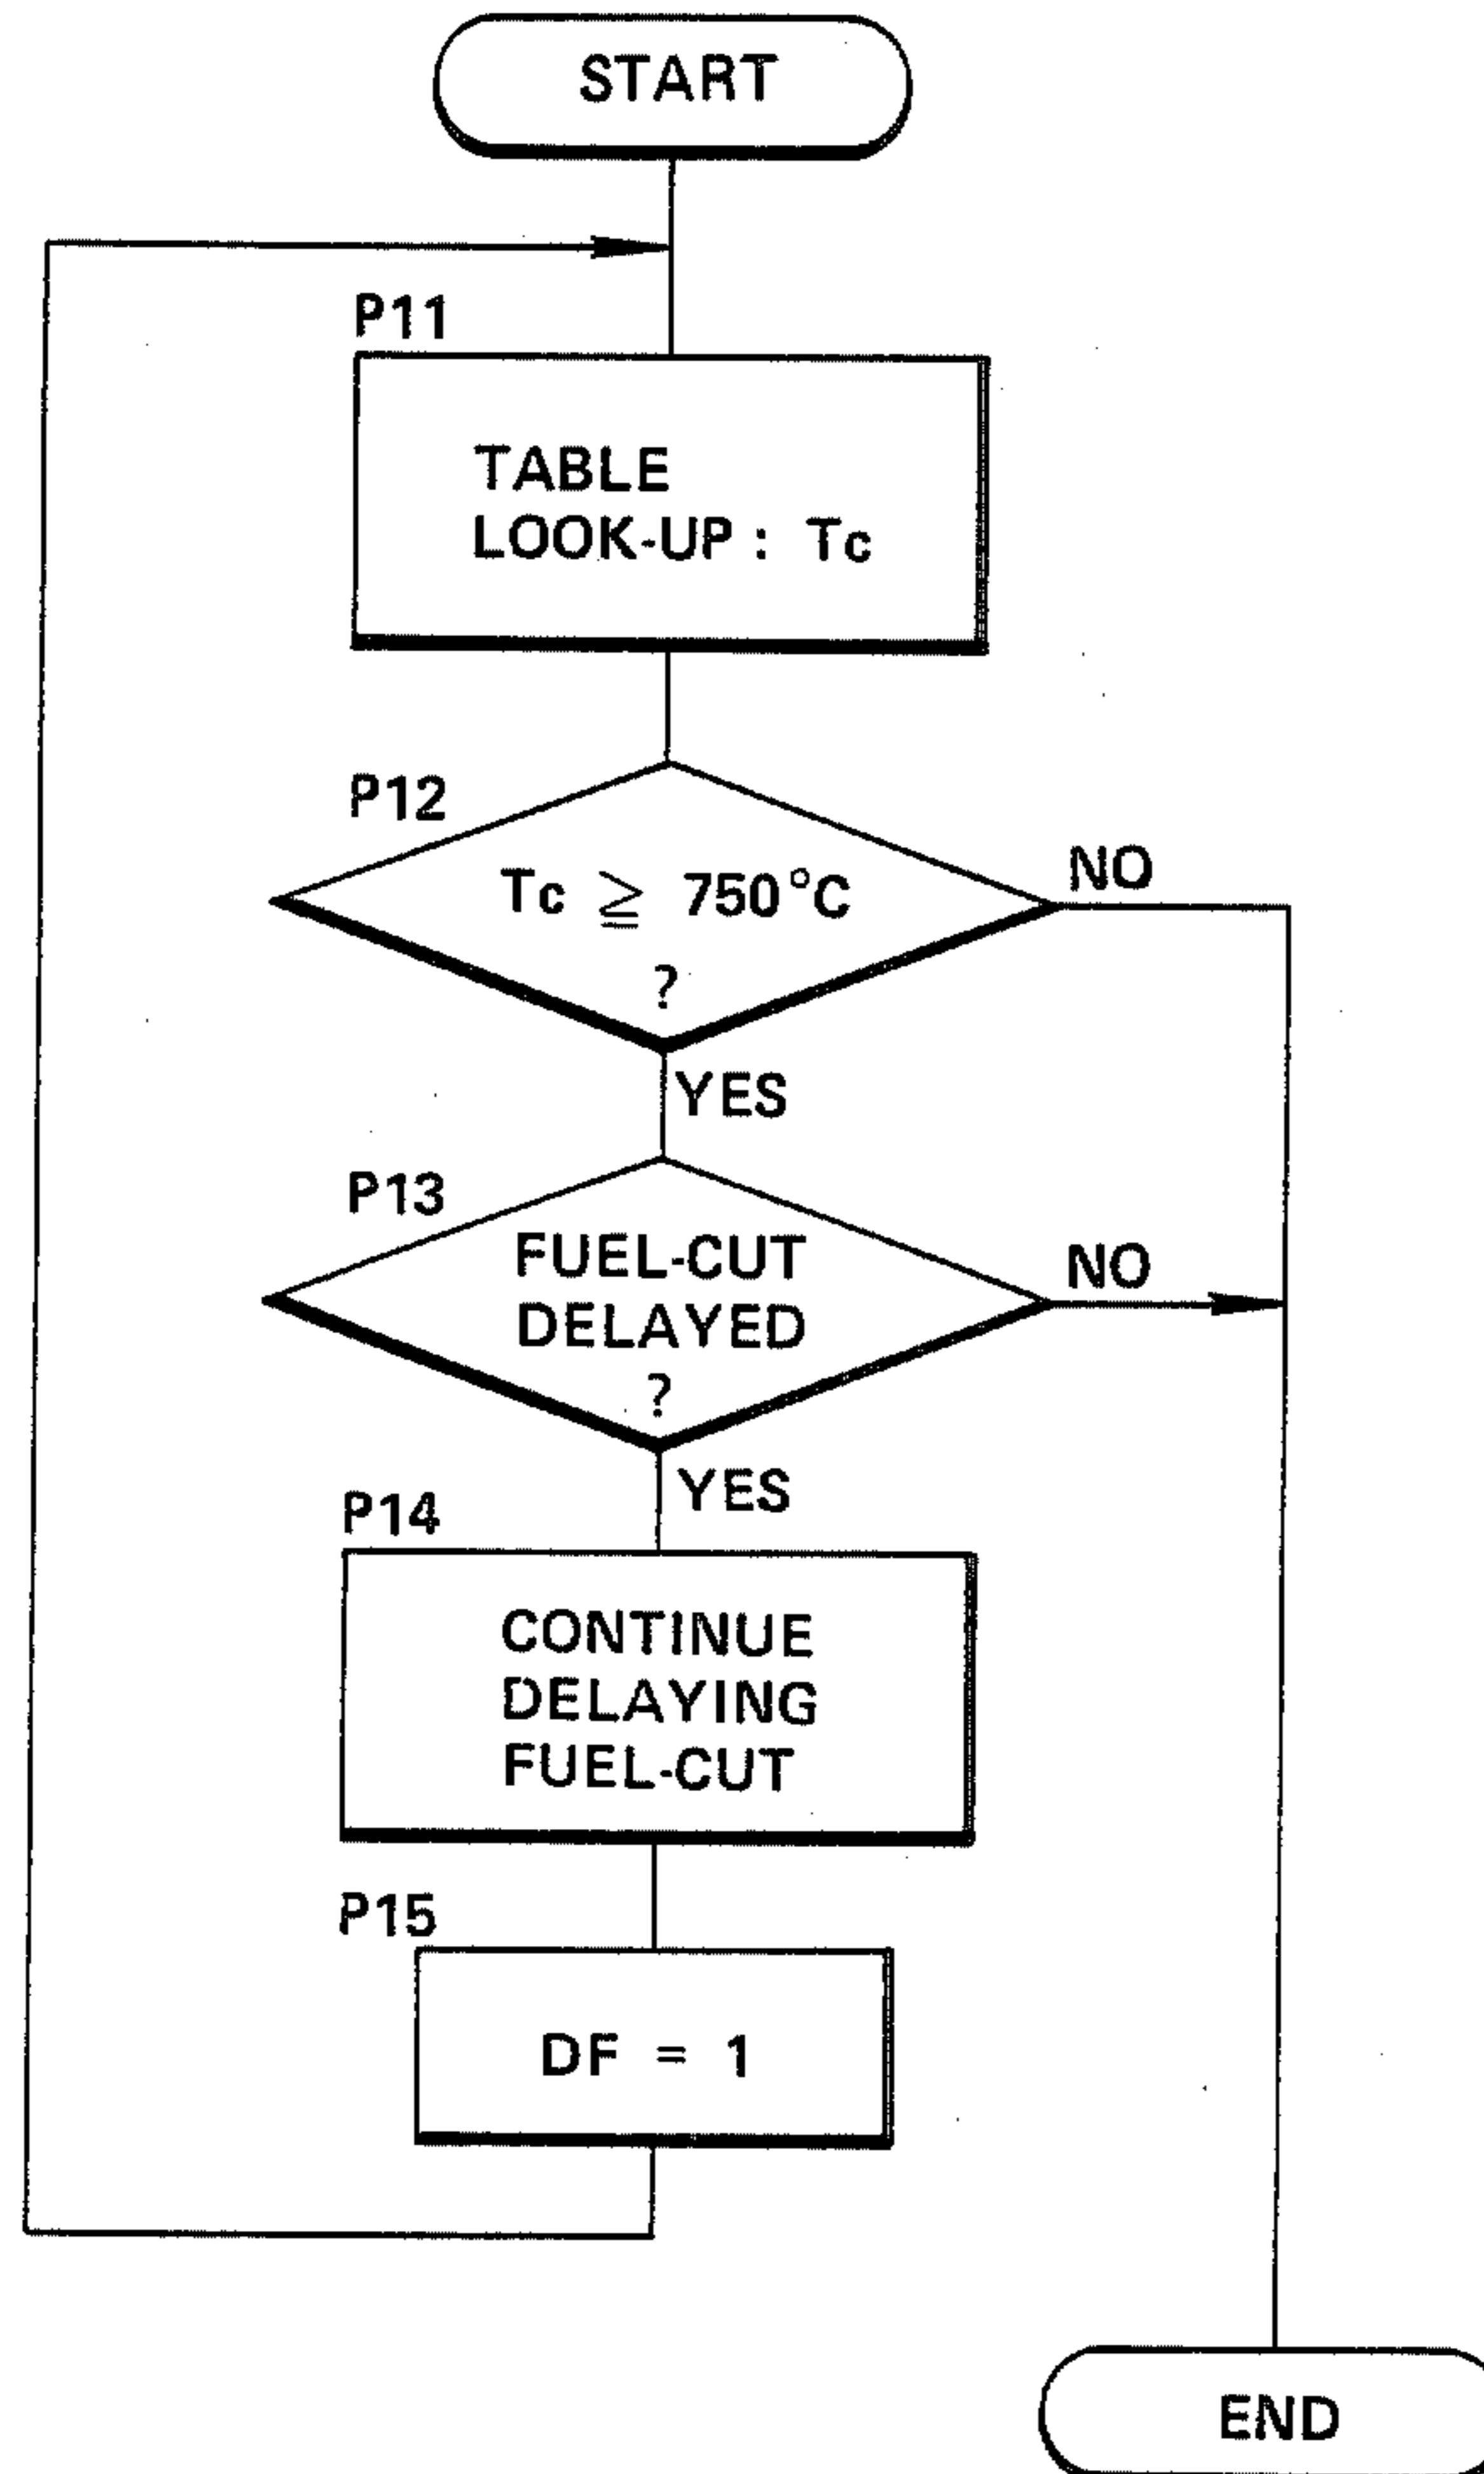 START
P11
TABLE
LOOK-UP : Tc
P12
Tc ≧ 750°C
?
NO
YES
P13
FUEL-CUT
DELAYED
?
NO
YES
P14
CONTINUE
DELAYING
FUEL-CUT
P15
DF = 1
END